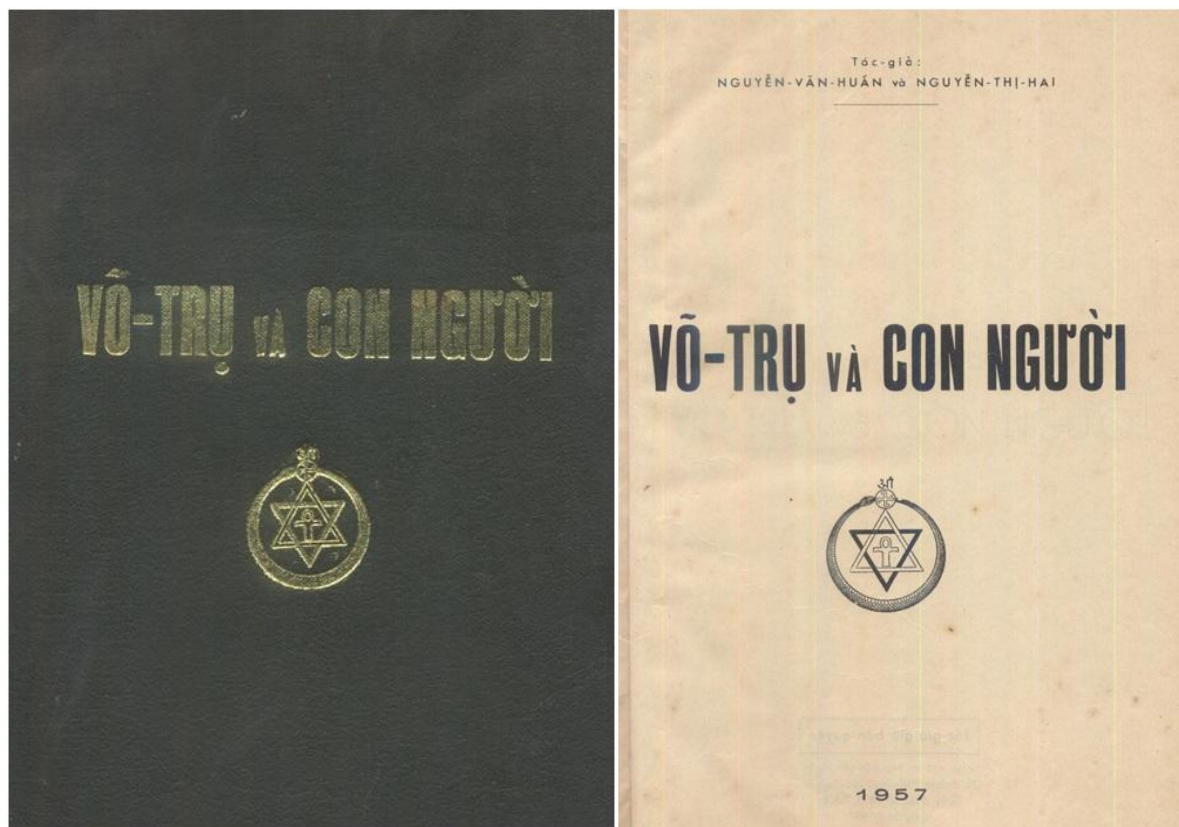 VÕ-TRỤ VÀ CON NGƯỜI
Tác-giả:
NGUYỄN-VĂN-HUẤN và NGUYỄN-THỊ-HAI
VÕ-TRỤ VÀ CON NGƯỜI
1957